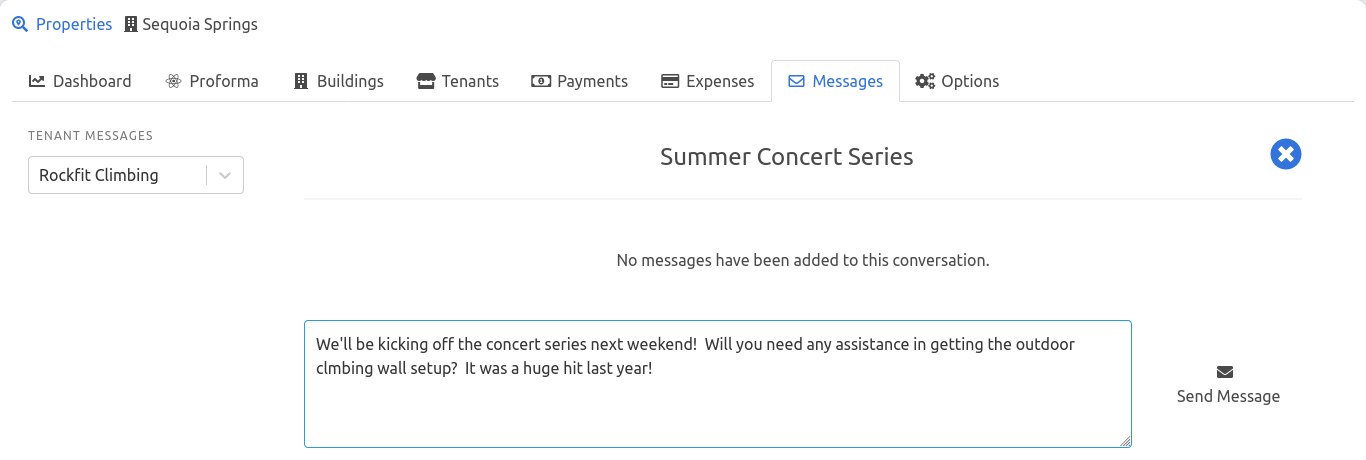 Properties Sequoia Springs
Dashboard Proforma Buildings Tenants Payments Expenses Messages Options
TENANT MESSAGES
Rockfit Climbing
Summer Concert Series
No messages have been added to this conversation.
We'll be kicking off the concert series next weekend!  Will you need any assistance in getting the outdoor
clmbing wall setup?  It was a huge hit last year!
Send Message